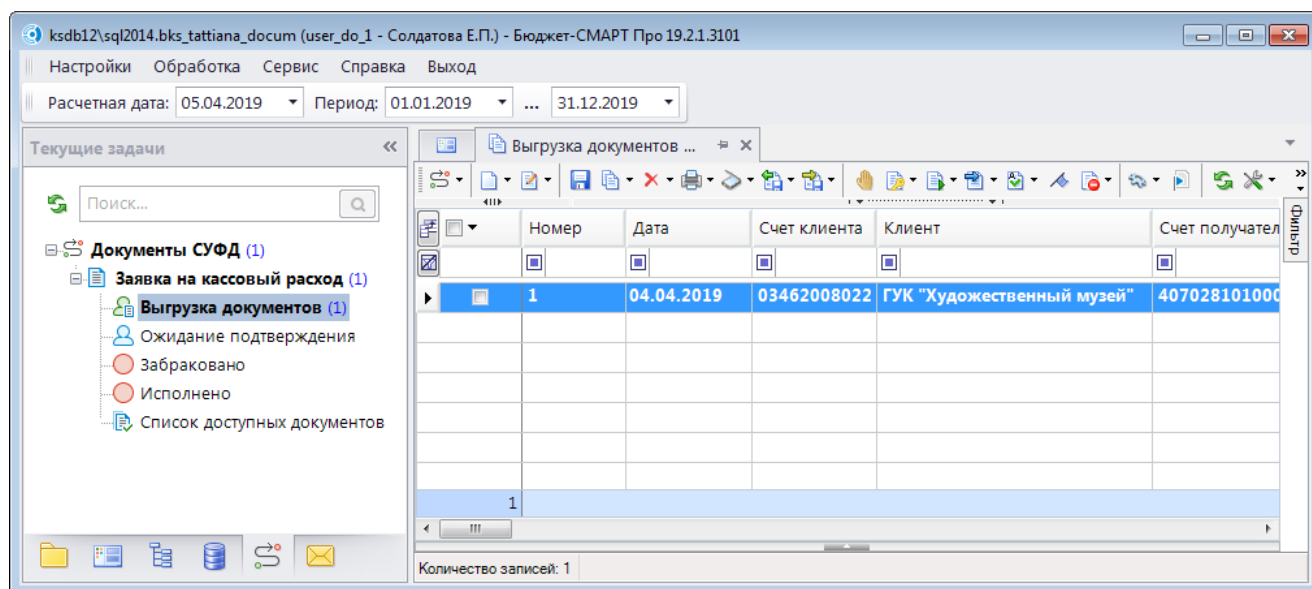 ksdb12\sql2014.bks_tattiana_docum (user_do_1 - Солдатова Е.П.) - Бюджет-СМАРТ Про 19.2.1.3101
Настройки Обработка Сервис Справка Выход
Расчетная дата: 05.04.2019 Период: 01.01.2019 ... 31.12.2019
Текущие задачи
Выгрузка документов ...
Поиск...
Документы СУФД (1)
Заявка на кассовый расход (1)
Выгрузка документов (1)
Ожидание подтверждения
Забраковано
Исполнено
Список доступных документов
Номер Дата Счет клиента Клиент Счет получател
1 04.04.2019 03462008022 ГУК "Художественный музей" 407028101000
1
Фильтр
Количество записей: 1